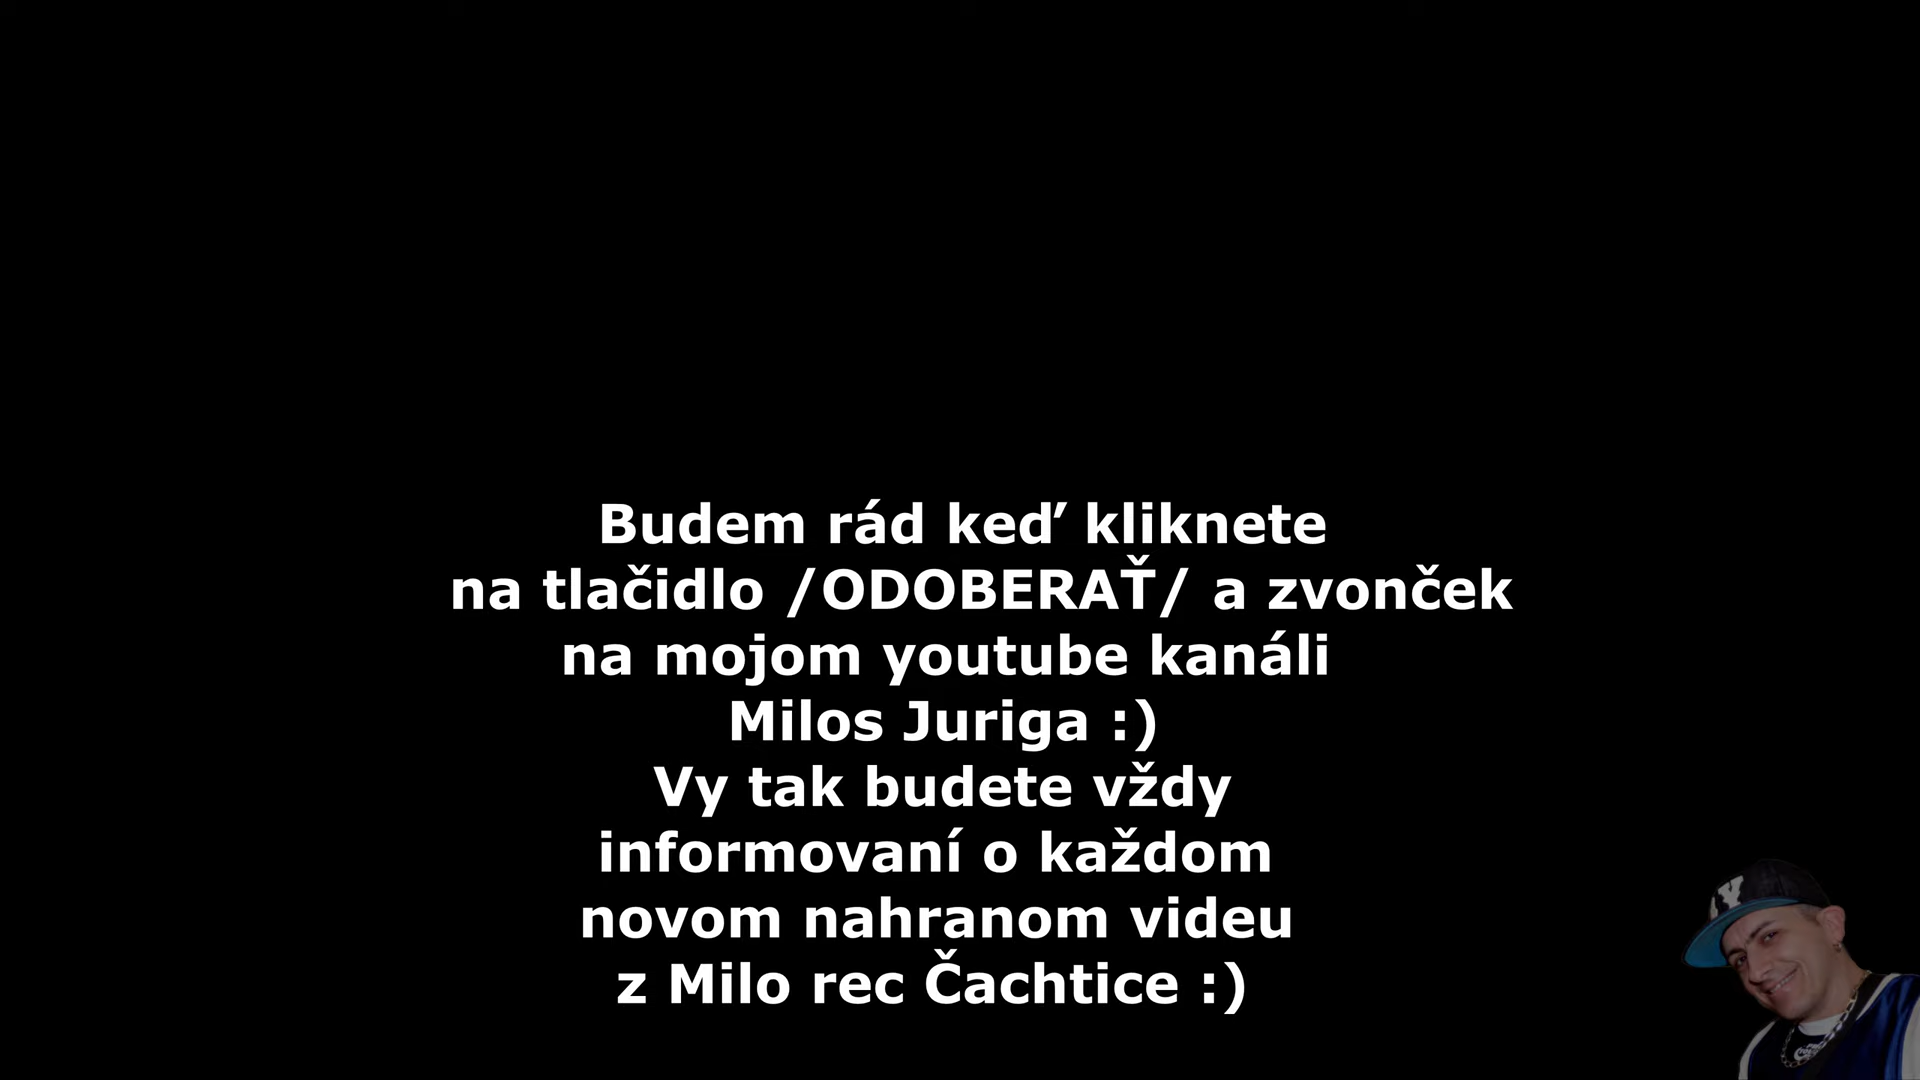 Budem rád keď kliknete
na tlačidlo /ODOBERAŤ/ a zvonček
na mojom youtube kanáli
Milos Juriga :)
Vy tak budete vždy
informovaní o každom
novom nahranom videu
z Milo rec Čachtice :)